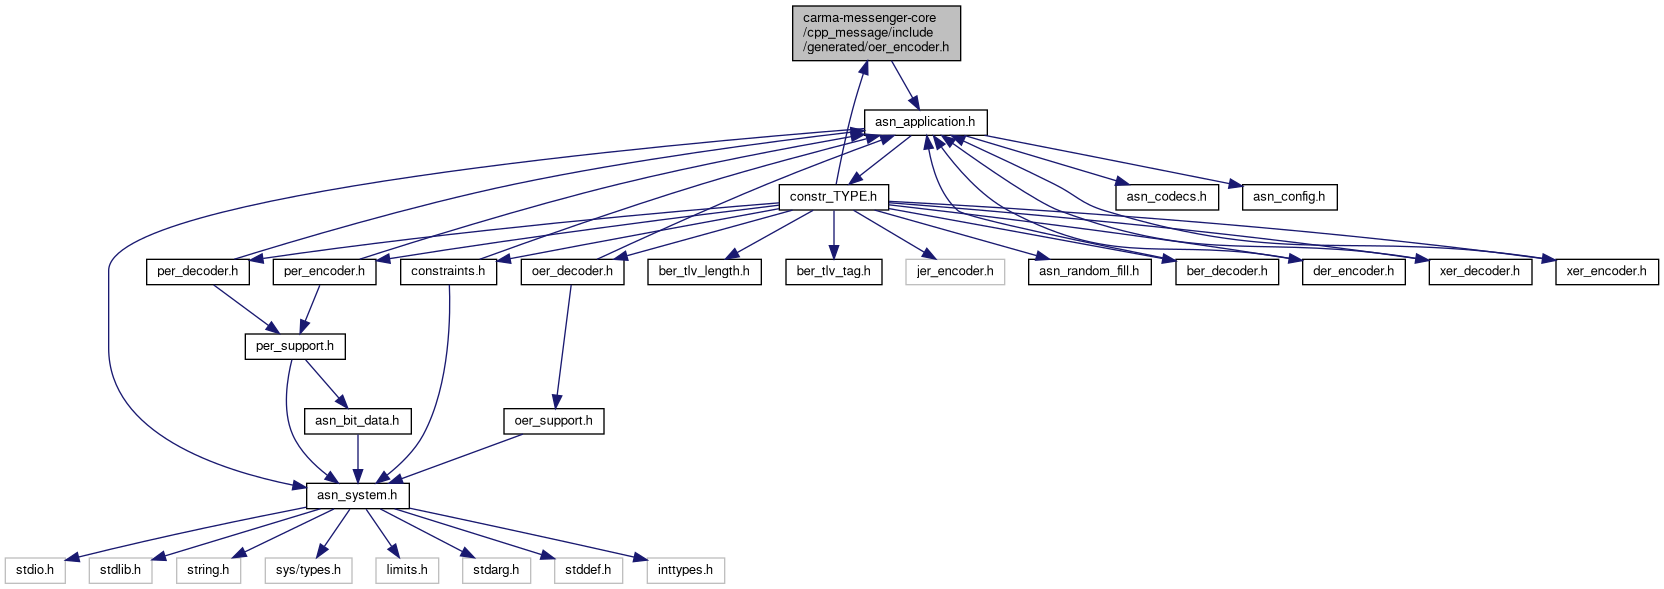 carma-messenger-core
/cpp_message/include
/generated/oer_encoder.h
asn_application.h
constr_TYPE.h
asn_codecs.h
asn_config.h
per_decoder.h
per_encoder.h
constraints.h
oer_decoder.h
ber_tlv_length.h
ber_tlv_tag.h
jer_encoder.h
asn_random_fill.h
ber_decoder.h
der_encoder.h
xer_decoder.h
xer_encoder.h
per_support.h
asn_bit_data.h
oer_support.h
asn_system.h
stdio.h
stdlib.h
string.h
sys/types.h
limits.h
stdarg.h
stddef.h
inttypes.h